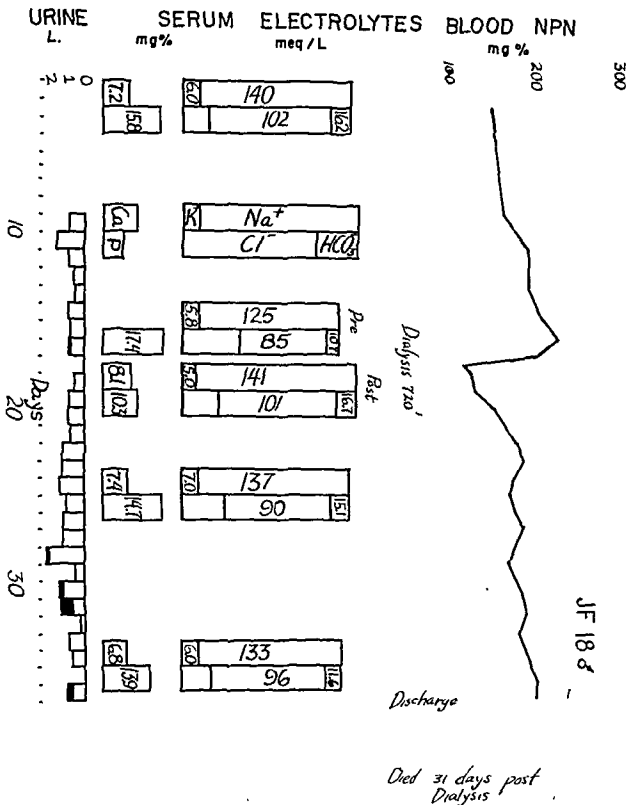 URINE SERUM ELECTROLYTES BLOOD NPN
L. mg% meq/L mg%
100 200 300
2 1 0
7.2 6.0 140
15.8 102 16.2
10
Ca K Na+
P Cl- HCO3
5.8 125 Pre
17.4 85 10.7
Dialysis 720'
8.1 5.0 141 Post
10.3 101 16.7
Days
20
7.4 7.0 137
14.7 90 15.1
30
JF 18 ♂
6.8 6.0 133
13.9 96 11.6
Discharge
Died 31 days post
Dialysis